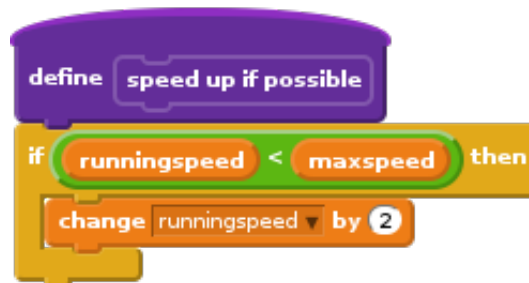 define speed up if possible
if runningspeed < maxspeed then
change runningspeed by 2